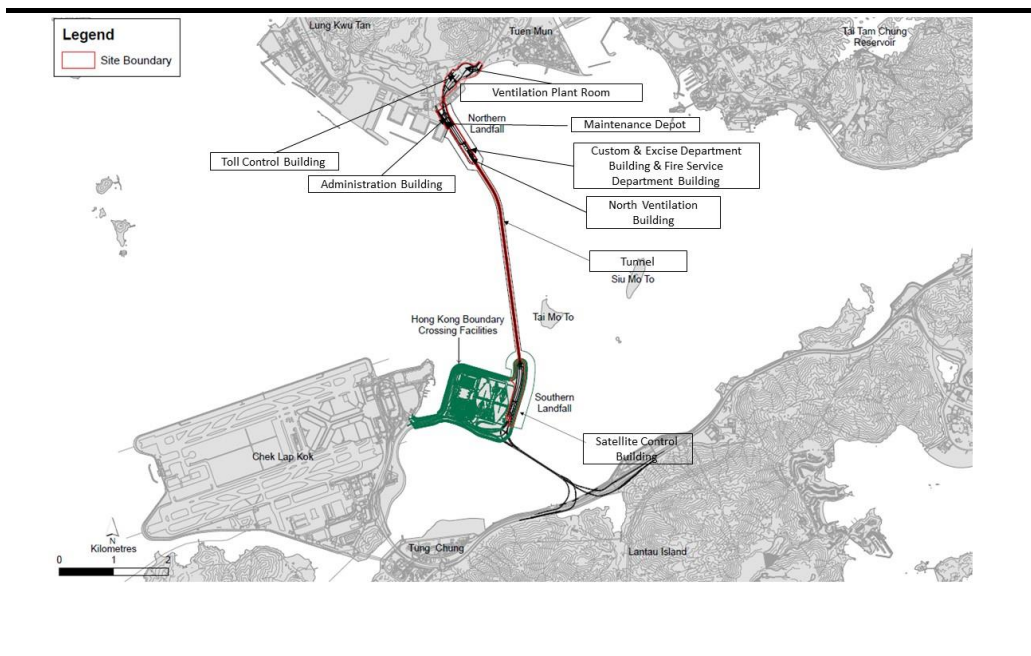 Legend
Site Boundary
Lung Kwu Tan
Tuen Mun
Tai Tam Chung
Reservoir
Ventilation Plant Room
Northern
Landfall
Maintenance Depot
Toll Control Building
Administration Building
Custom & Excise Department
Building & Fire Service
Department Building
North Ventilation
Building
Tunnel
Siu Mo To
Tai Mo To
Hong Kong Boundary
Crossing Facilities
Southern
Landfall
Satellite Control
Building
Chek Lap Kok
Tung Chung
Lantau Island
N
Kilometres
0 1 2